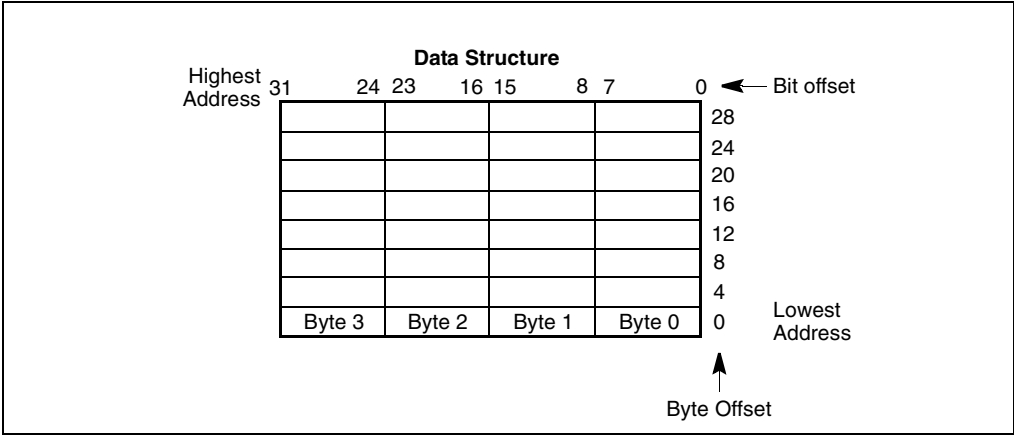 Data Structure
Highest
Address
31 24 23 16 15 8 7 0
Bit offset
28
24
20
16
12
8
4
Byte 3 Byte 2 Byte 1 Byte 0 0
Lowest
Address
Byte Offset